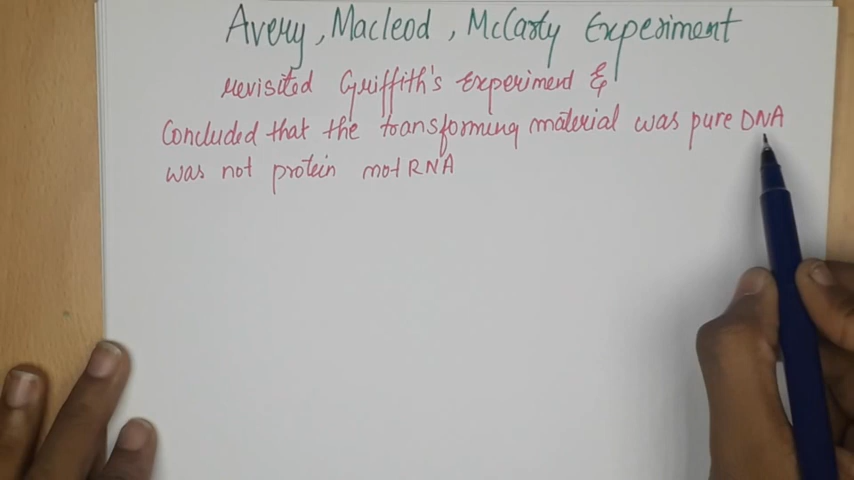 Avery, Macleod, McCarty Experiment
revisited Griffith's Experiment &
Concluded that the transforming material was pure DNA
was not protein not RNA